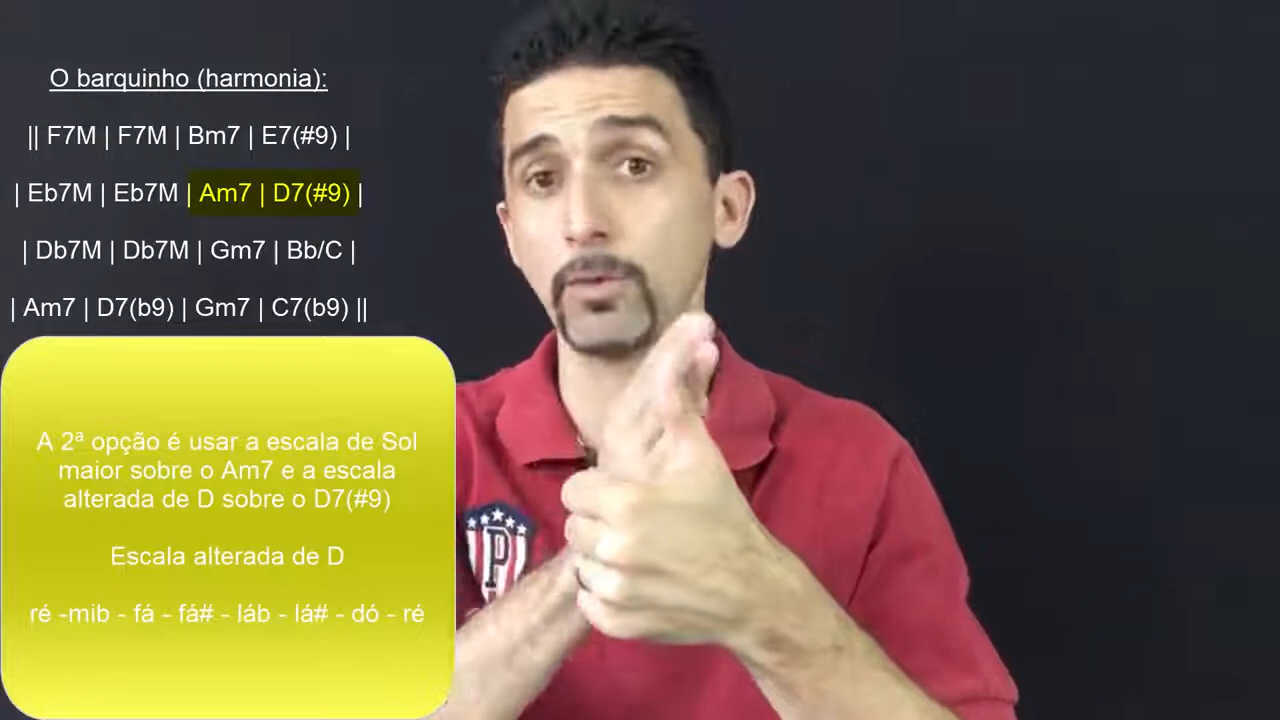 O barquinho (harmonia):
|| F7M | F7M | Bm7 | E7(#9) |
| Eb7M | Eb7M | Am7 | D7(#9) |
| Db7M | Db7M | Gm7 | Bb/C |
| Am7 | D7(b9) | Gm7 | C7(b9) ||
A 2ª opção é usar a escala de Sol
maior sobre o Am7 e a escala
alterada de D sobre o D7(#9)
Escala alterada de D
ré -mib - fá - fá# - láb - lá# - dó - ré
P